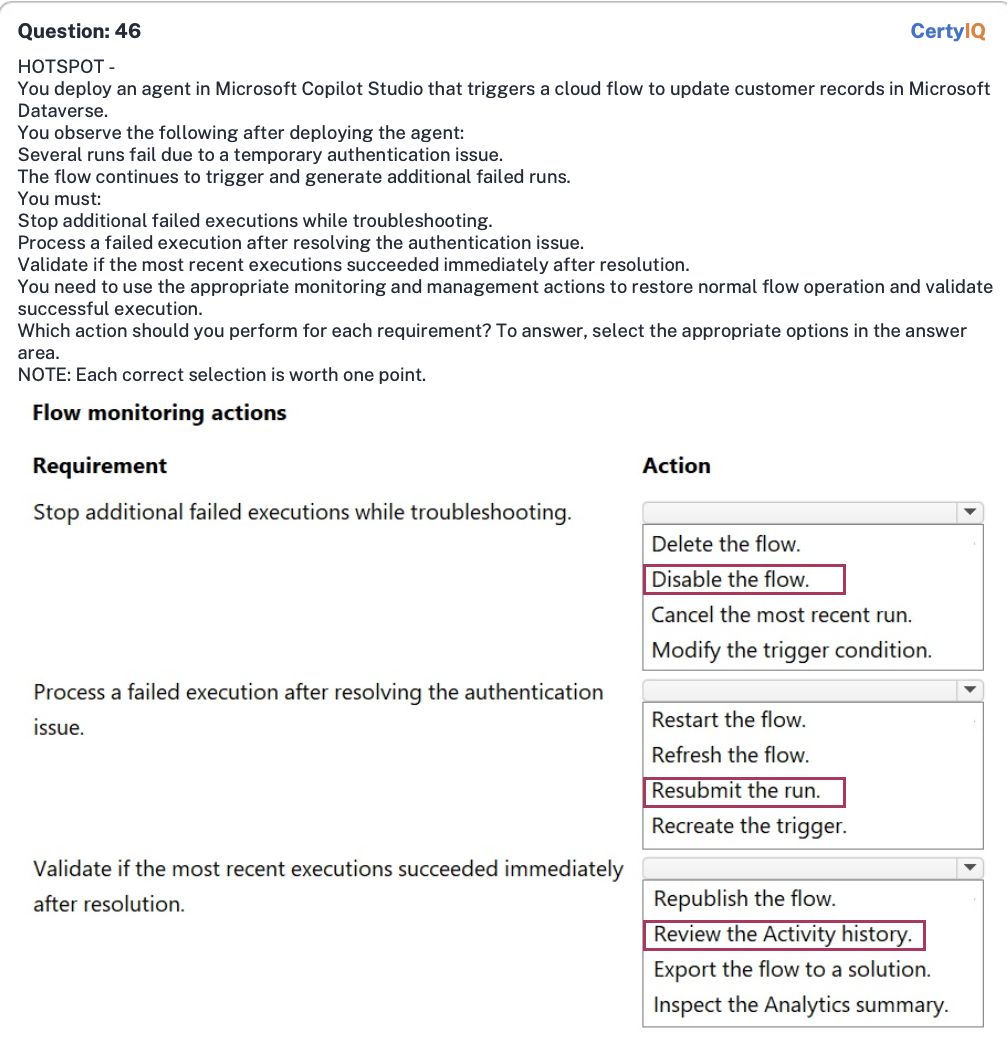 Question: 46
CertyIQ
HOTSPOT -
You deploy an agent in Microsoft Copilot Studio that triggers a cloud flow to update customer records in Microsoft
Dataverse.
You observe the following after deploying the agent:
Several runs fail due to a temporary authentication issue.
The flow continues to trigger and generate additional failed runs.
You must:
Stop additional failed executions while troubleshooting.
Process a failed execution after resolving the authentication issue.
Validate if the most recent executions succeeded immediately after resolution.
You need to use the appropriate monitoring and management actions to restore normal flow operation and validate
successful execution.
Which action should you perform for each requirement? To answer, select the appropriate options in the answer
area.
NOTE: Each correct selection is worth one point.
Flow monitoring actions
Requirement
Action
Stop additional failed executions while troubleshooting.
Delete the flow.
Disable the flow.
Cancel the most recent run.
Modify the trigger condition.
Process a failed execution after resolving the authentication
issue.
Restart the flow.
Refresh the flow.
Resubmit the run.
Recreate the trigger.
Validate if the most recent executions succeeded immediately
after resolution.
Republish the flow.
Review the Activity history.
Export the flow to a solution.
Inspect the Analytics summary.